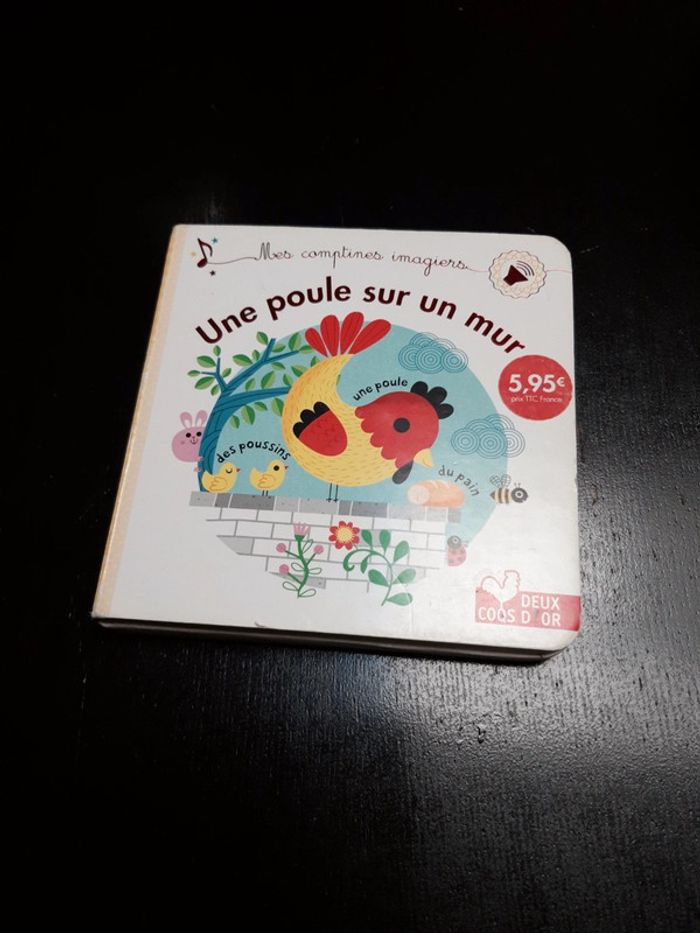 Mes comptines imagiers
Une poule sur un mur
5,95€
prix TTC France
une poule
des poussins
du pain
DEUX
COQS D'OR